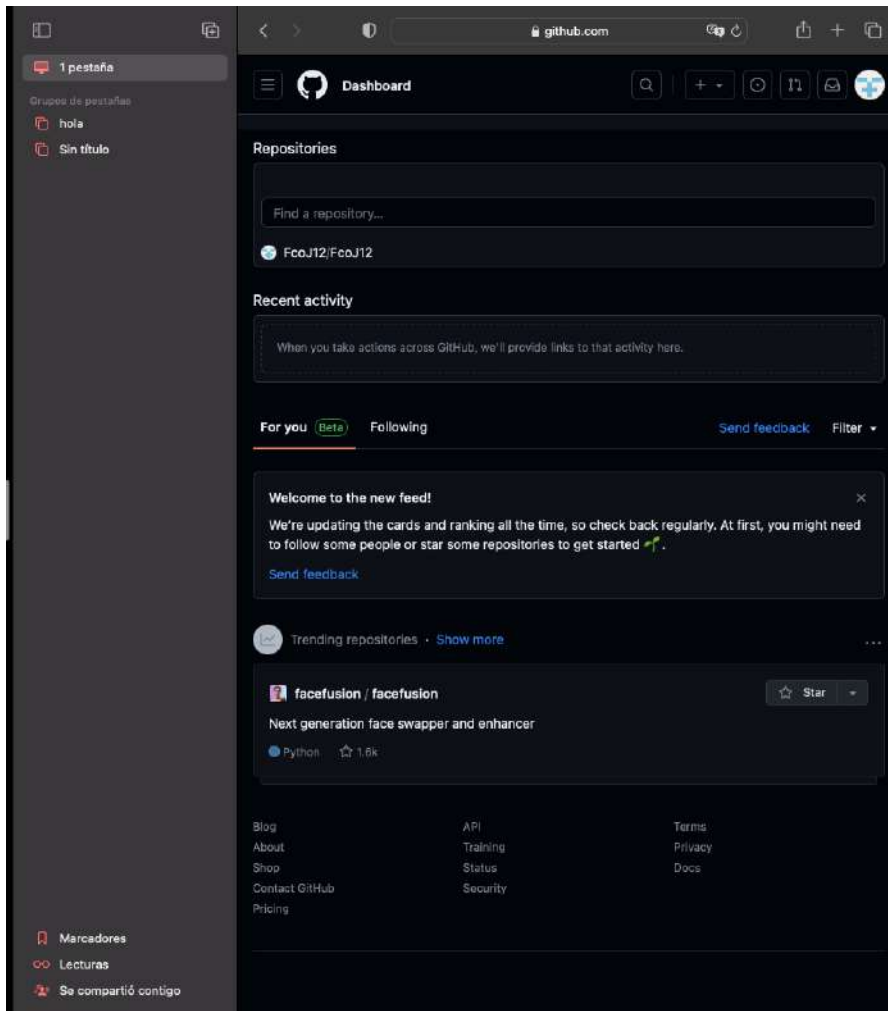 1 pestaña
Grupos de pestañas
hola
Sin título
Marcadores
Lecturas
Se compartió contigo
github.com
Dashboard
Repositories
Find a repository...
FcoJ12/FcoJ12
Recent activity
When you take actions across GitHub, we'll provide links to that activity here.
For you Beta Following Send feedback Filter
Welcome to the new feed!
We're updating the cards and ranking all the time, so check back regularly. At first, you might need
to follow some people or star some repositories to get started 🌱.
Send feedback
Trending repositories · Show more
facefusion / facefusion Star
Next generation face swapper and enhancer
Python 1.6k
Blog API Terms
About Training Privacy
Shop Status Docs
Contact GitHub Security
Pricing